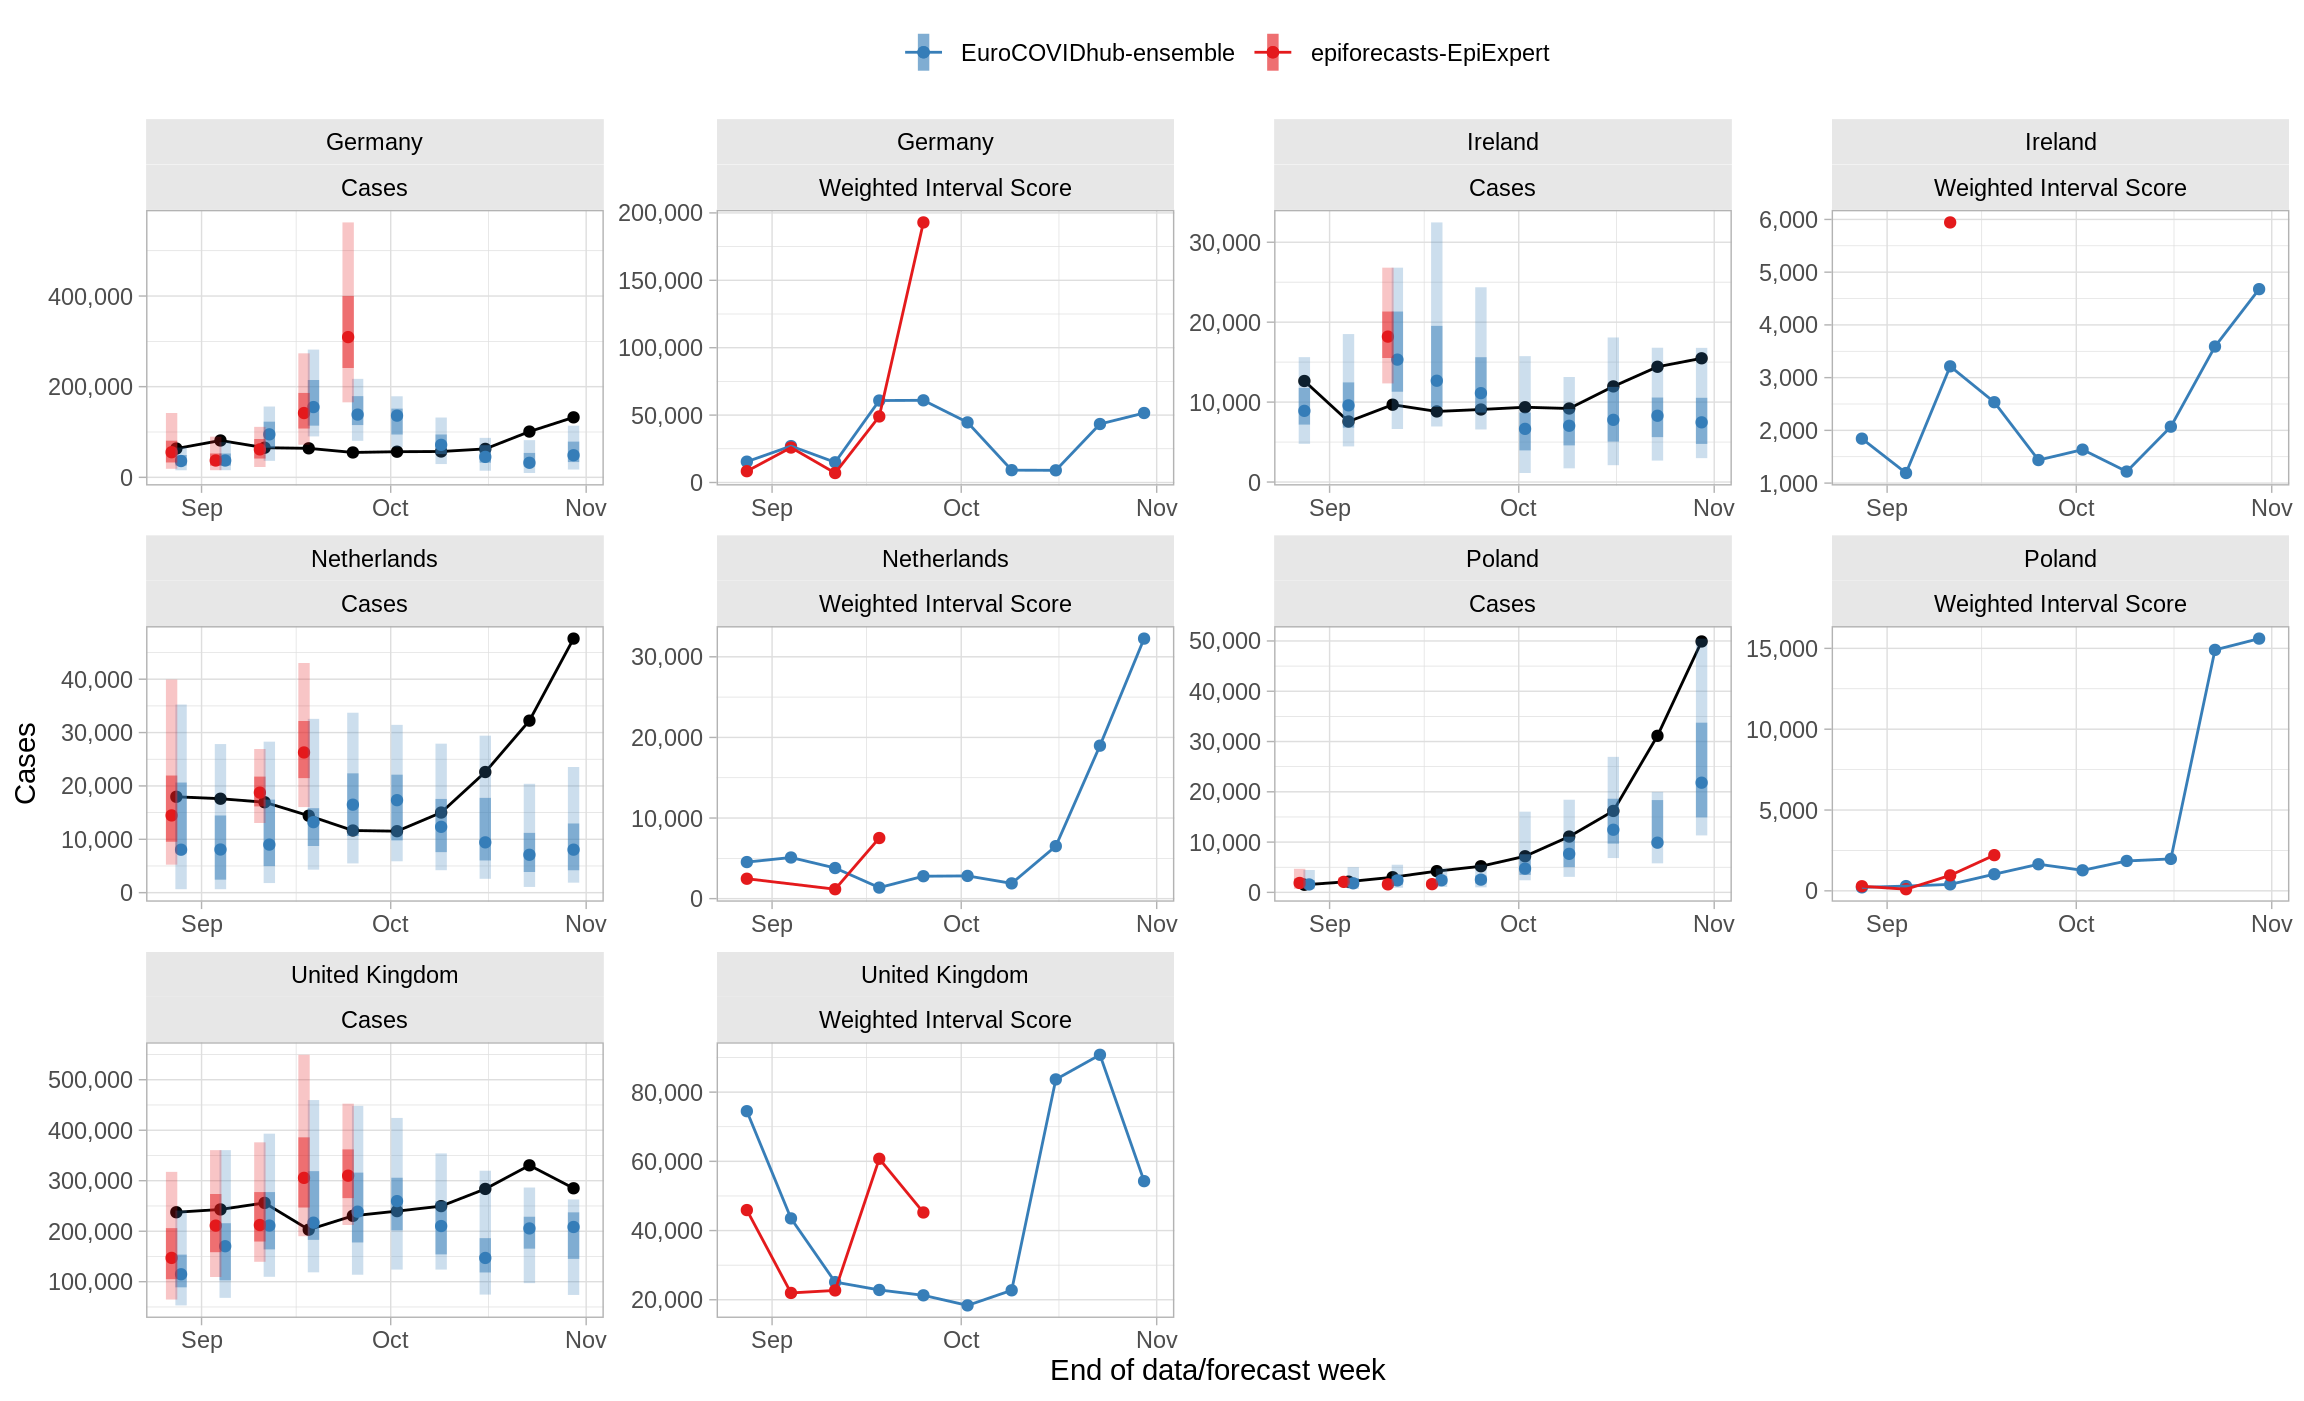 EuroCOVIDhub-ensemble epiforecasts-EpiExpert
Germany
Cases
400,000
200,000
0
Sep Oct Nov
Germany
Weighted Interval Score
200,000
150,000
100,000
50,000
0
Sep Oct Nov
Ireland
Cases
30,000
20,000
10,000
0
Sep Oct Nov
Ireland
Weighted Interval Score
6,000
5,000
4,000
3,000
2,000
1,000
Sep Oct Nov
Cases
Netherlands
Cases
40,000
30,000
20,000
10,000
0
Sep Oct Nov
Netherlands
Weighted Interval Score
30,000
20,000
10,000
0
Sep Oct Nov
Poland
Cases
50,000
40,000
30,000
20,000
10,000
0
Sep Oct Nov
Poland
Weighted Interval Score
15,000
10,000
5,000
0
Sep Oct Nov
United Kingdom
Cases
500,000
400,000
300,000
200,000
100,000
Sep Oct Nov
United Kingdom
Weighted Interval Score
80,000
60,000
40,000
20,000
Sep Oct Nov
End of data/forecast week